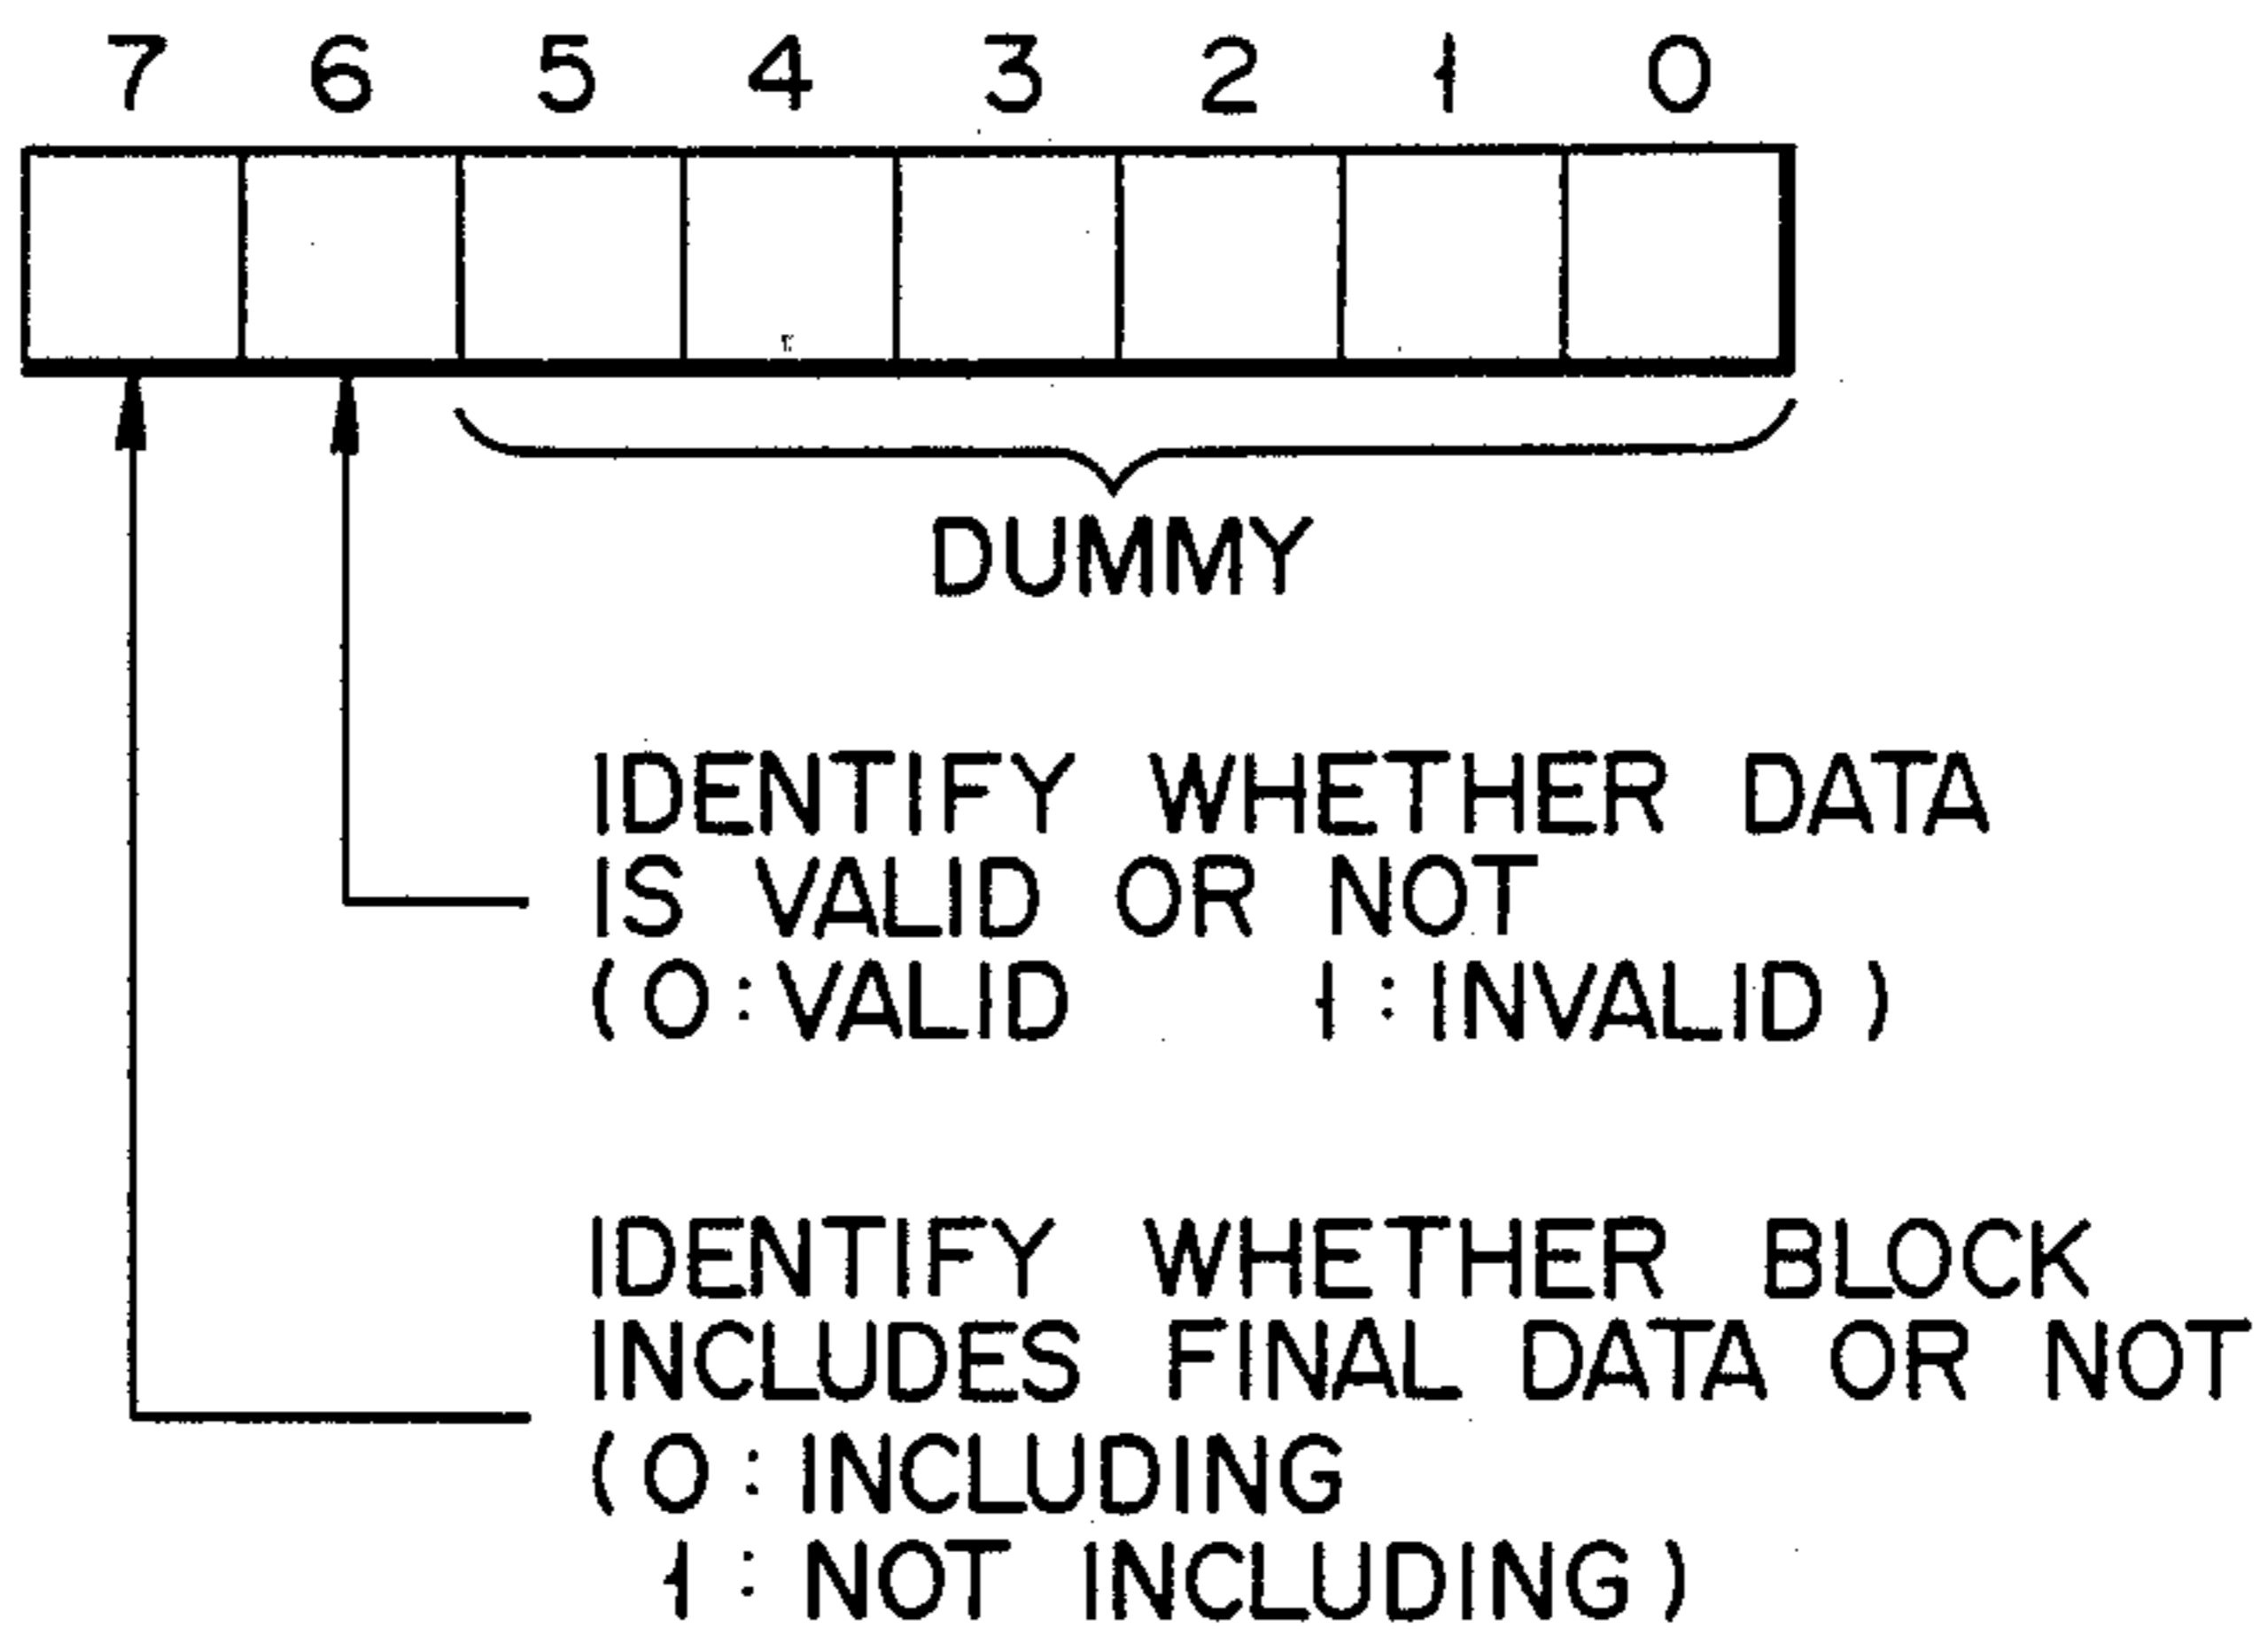 7 6 5 4 3 2 1 0
DUMMY
IDENTIFY WHETHER DATA
IS VALID OR NOT
(0:VALID 1:INVALID)
IDENTIFY WHETHER BLOCK
INCLUDES FINAL DATA OR NOT
(0:INCLUDING
1:NOT INCLUDING)